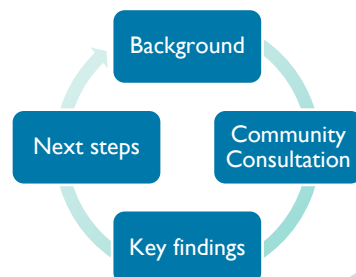 Background
Community
Consultation
Key findings
Next steps